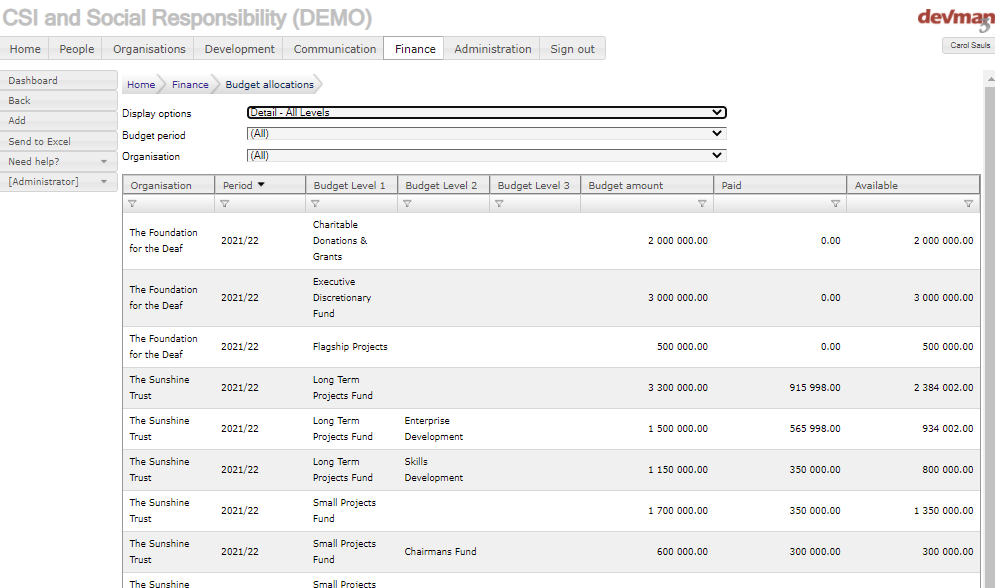 CSI and Social Responsibility (DEMO)
devman
3
Home People Organisations Development Communication Finance Administration Sign out
Carol Sauls
Dashboard
Back
Add
Send to Excel
Need help?
[Administrator]
Home Finance Budget allocations
Display options Detail - All Levels
Budget period (All)
Organisation (All)
Organisation Period Budget Level 1 Budget Level 2 Budget Level 3 Budget amount Paid Available
The Foundation for the Deaf 2021/22 Charitable Donations & Grants 2 000 000.00 0.00 2 000 000.00
The Foundation for the Deaf 2021/22 Executive Discretionary Fund 3 000 000.00 0.00 3 000 000.00
The Foundation for the Deaf 2021/22 Flagship Projects 500 000.00 0.00 500 000.00
The Sunshine Trust 2021/22 Long Term Projects Fund 3 300 000.00 915 998.00 2 384 002.00
The Sunshine Trust 2021/22 Long Term Projects Fund Enterprise Development 1 500 000.00 565 998.00 934 002.00
The Sunshine Trust 2021/22 Long Term Projects Fund Skills Development 1 150 000.00 350 000.00 800 000.00
The Sunshine Trust 2021/22 Small Projects Fund 1 700 000.00 350 000.00 1 350 000.00
The Sunshine Trust 2021/22 Small Projects Fund Chairmans Fund 600 000.00 300 000.00 300 000.00
The Sunshine Small Projects